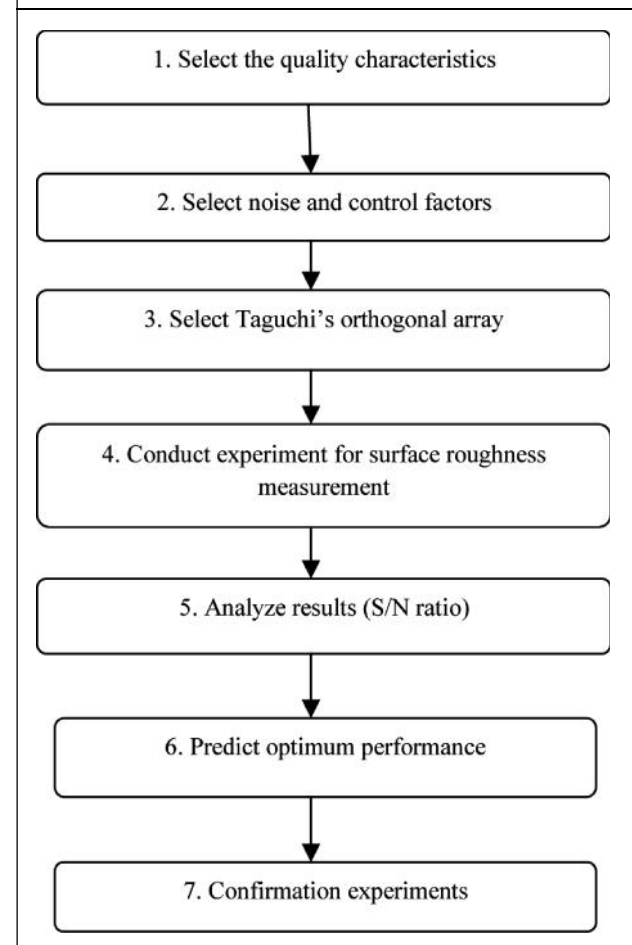 1. Select the quality characteristics
2. Select noise and control factors
3. Select Taguchi’s orthogonal array
4. Conduct experiment for surface roughness
measurement
5. Analyze results (S/N ratio)
6. Predict optimum performance
7. Confirmation experiments